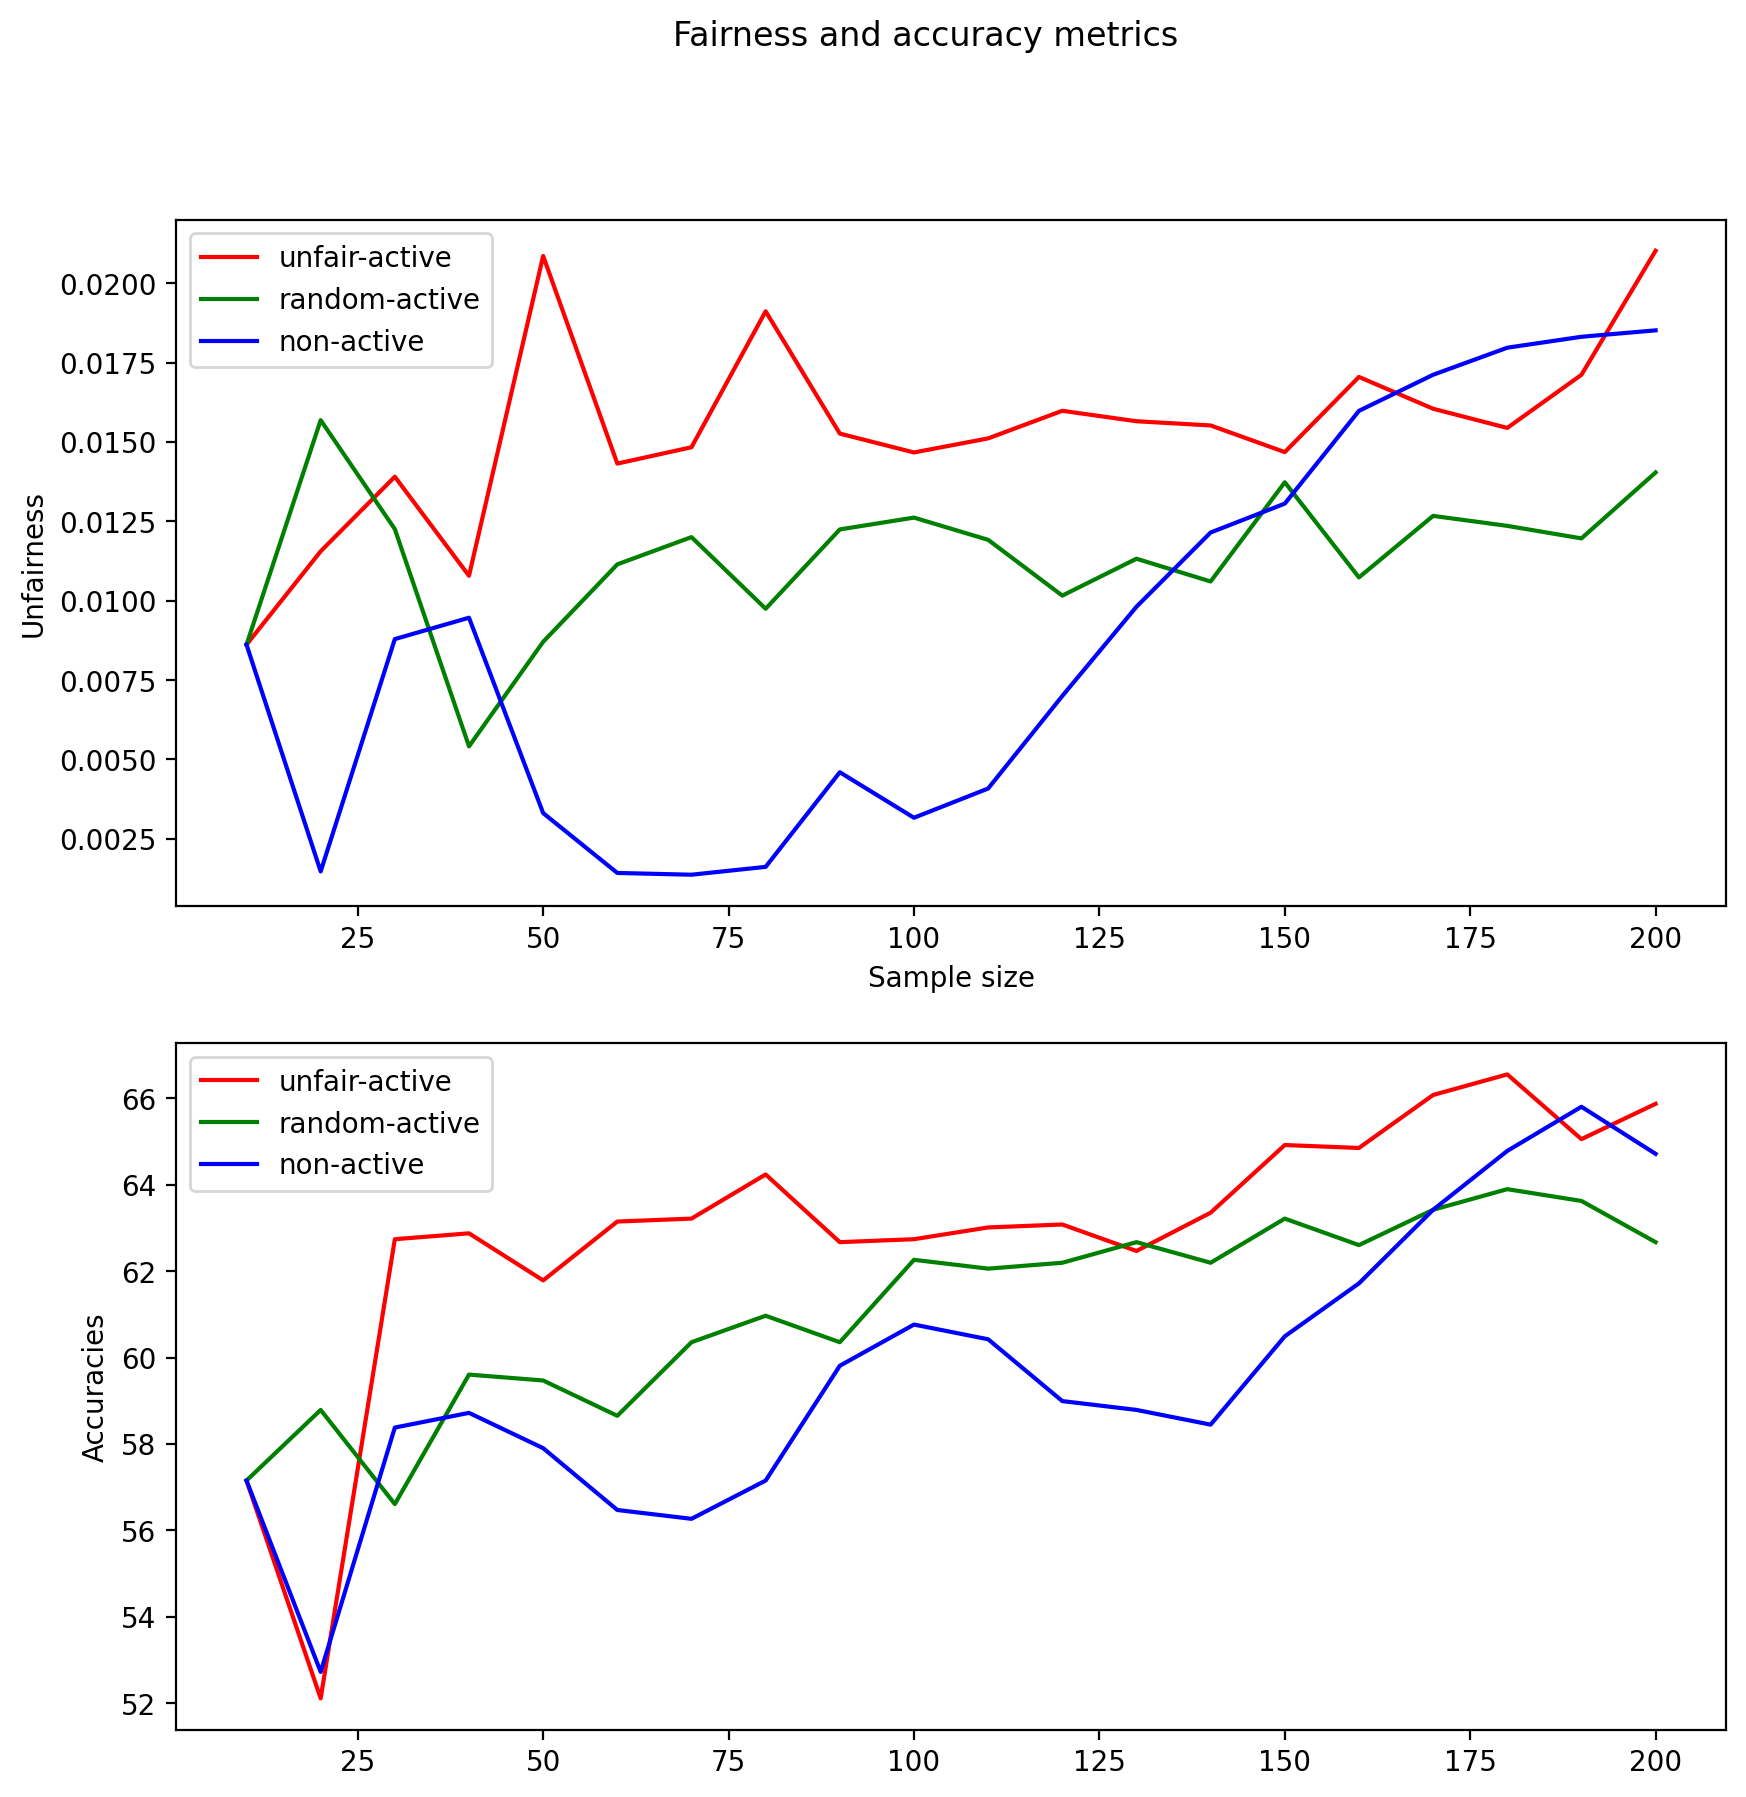 Fairness and accuracy metrics
unfair-active
random-active
non-active
0.0200
0.0175
0.0150
0.0125
0.0100
0.0075
0.0050
0.0025
Unfairness
25 50 75 100 125 150 175 200
Sample size
unfair-active
random-active
non-active
66
64
62
60
58
56
54
52
Accuracies
25 50 75 100 125 150 175 200